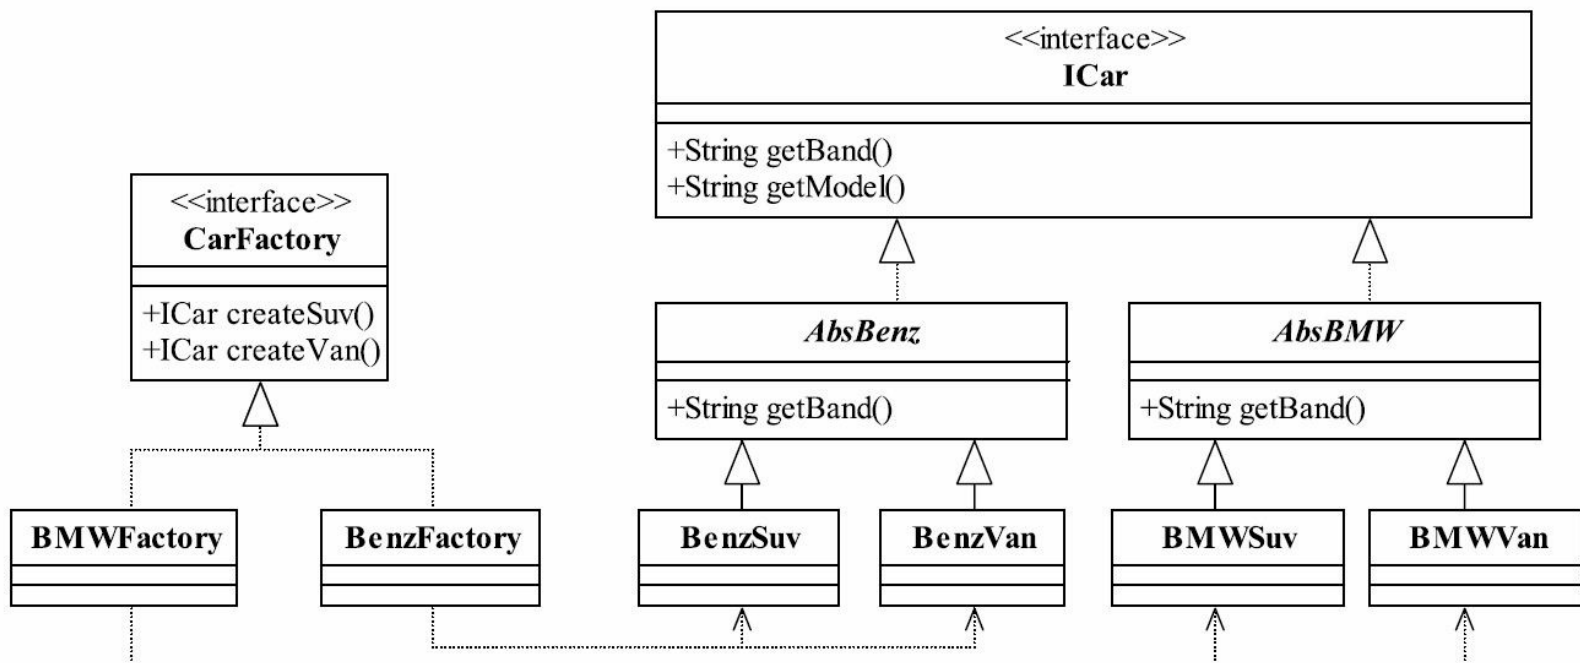 <<interface>>
ICar
+String getBand()
+String getModel()
<<interface>>
CarFactory
+ICar createSuv()
+ICar createVan()
AbsBenz
+String getBand()
AbsBMW
+String getBand()
BMWFactory
BenzFactory
BenzSuv
BenzVan
BMWSuv
BMWVan